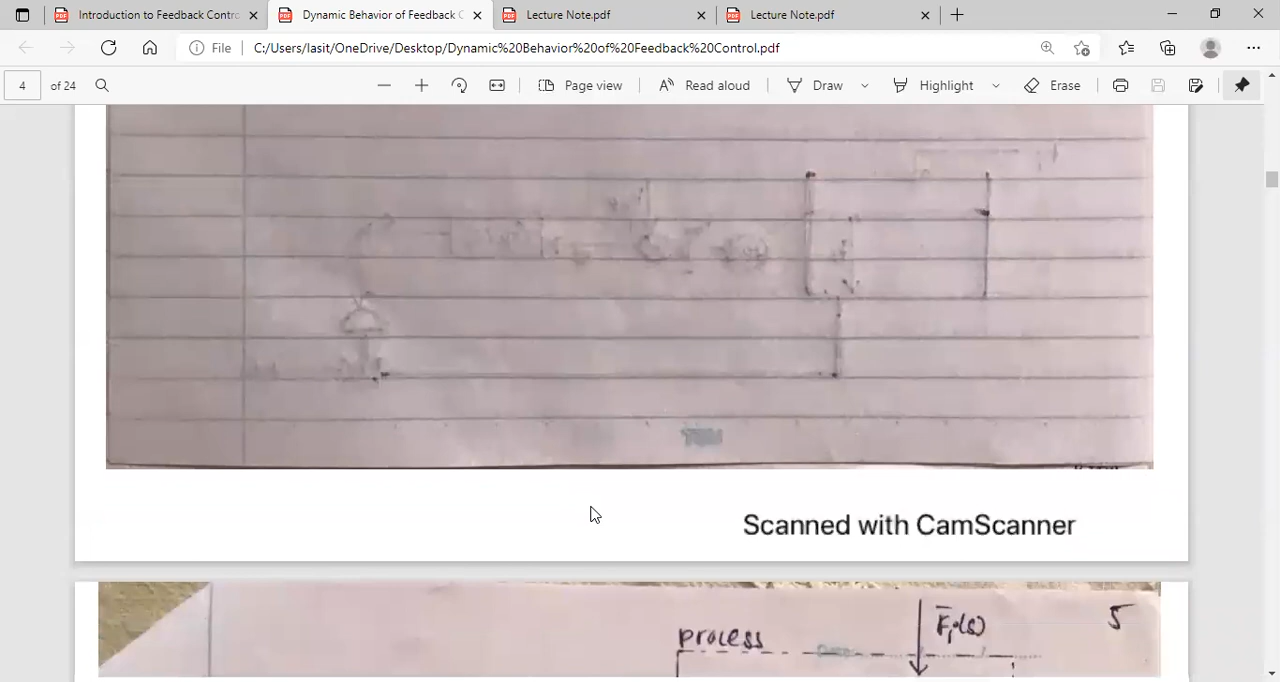 Introduction to Feedback Contro
Dynamic Behavior of Feedback C
Lecture Note.pdf
Lecture Note.pdf
File
C:/Users/lasit/OneDrive/Desktop/Dynamic%20Behavior%20of%20Feedback%20Control.pdf
4 of 24
Page view
Read aloud
Draw
Highlight
Erase
Scanned with CamScanner
process
F̅i(s)
5